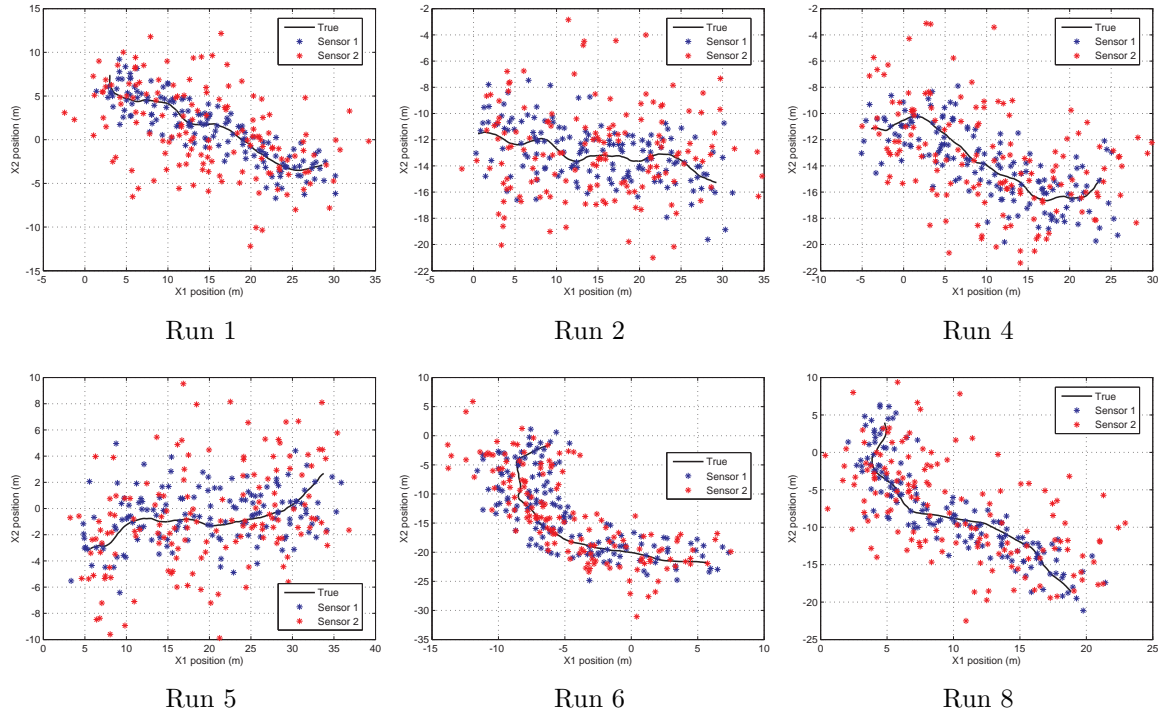 15
10
5
0
-5
-10
-15
-5 0 5 10 15 20 25 30 35
X1 position (m)
X2 position (m)
True
Sensor 1
Sensor 2
Run 1
-2
-4
-6
-8
-10
-12
-14
-16
-18
-20
-22
-5 0 5 10 15 20 25 30 35
X1 position (m)
X2 position (m)
True
Sensor 1
Sensor 2
Run 2
-2
-4
-6
-8
-10
-12
-14
-16
-18
-20
-22
-10 -5 0 5 10 15 20 25 30
X1 position (m)
X2 position (m)
True
Sensor 1
Sensor 2
Run 4
10
8
6
4
2
0
-2
-4
-6
-8
-10
0 5 10 15 20 25 30 35 40
X1 position (m)
X2 position (m)
True
Sensor 1
Sensor 2
Run 5
10
5
0
-5
-10
-15
-20
-25
-30
-35
-15 -10 -5 0 5 10
X1 position (m)
X2 position (m)
True
Sensor 1
Sensor 2
Run 6
10
5
0
-5
-10
-15
-20
-25
0 5 10 15 20 25
X1 position (m)
X2 position (m)
True
Sensor 1
Sensor 2
Run 8